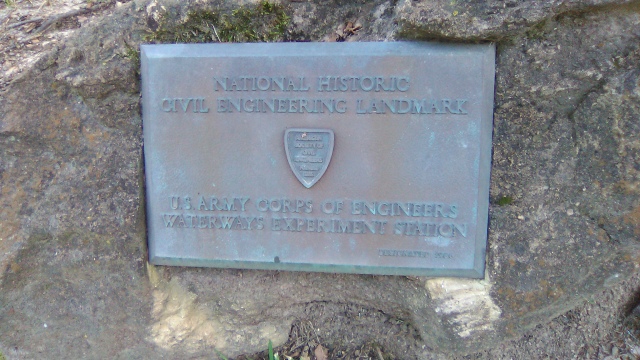 NATIONAL HISTORIC
CIVIL ENGINEERING LANDMARK
U.S. ARMY CORPS OF ENGINEERS
WATERWAYS EXPERIMENT STATION